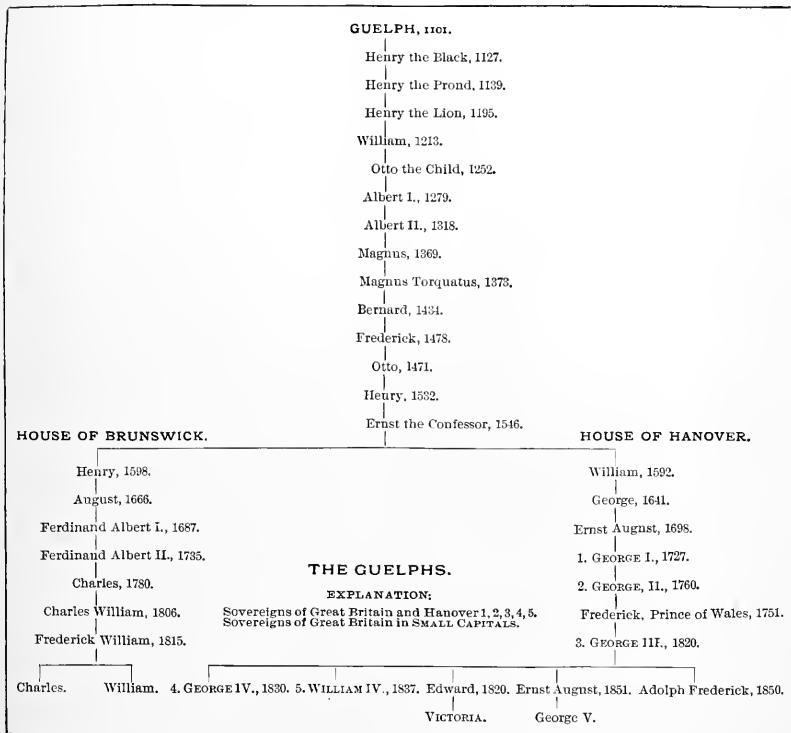 GUELPH, 1101.
Henry the Black, 1127.
Henry the Prond, 1139.
Henry the Lion, 1195.
William, 1213.
Otto the Child, 1252.
Albert I., 1279.
Albert II., 1318.
Magnus, 1369.
Magnus Torquatus, 1373.
Bernard, 1434.
Frederick, 1478.
Otto, 1471.
Henry, 1532.
Ernst the Confessor, 1546.
HOUSE OF BRUNSWICK.
Henry, 1598.
August, 1666.
Ferdinand Albert I., 1687.
Ferdinand Albert II., 1735.
Charles, 1780.
Charles William, 1806.
Frederick William, 1815.
Charles. William.
THE GUELPHS.
EXPLANATION:
Sovereigns of Great Britain and Hanover 1, 2, 3, 4, 5.
Sovereigns of Great Britain in SMALL CAPITALS.
HOUSE OF HANOVER.
William, 1592.
George, 1641.
Ernst August, 1698.
1. GEORGE I., 1727.
2. GEORGE, II., 1760.
Frederick, Prince of Wales, 1751.
3. GEORGE III., 1820.
4. GEORGE IV., 1830. 5. WILLIAM IV., 1837. Edward, 1820. Ernst August, 1851. Adolph Frederick, 1850.
VICTORIA. George V.